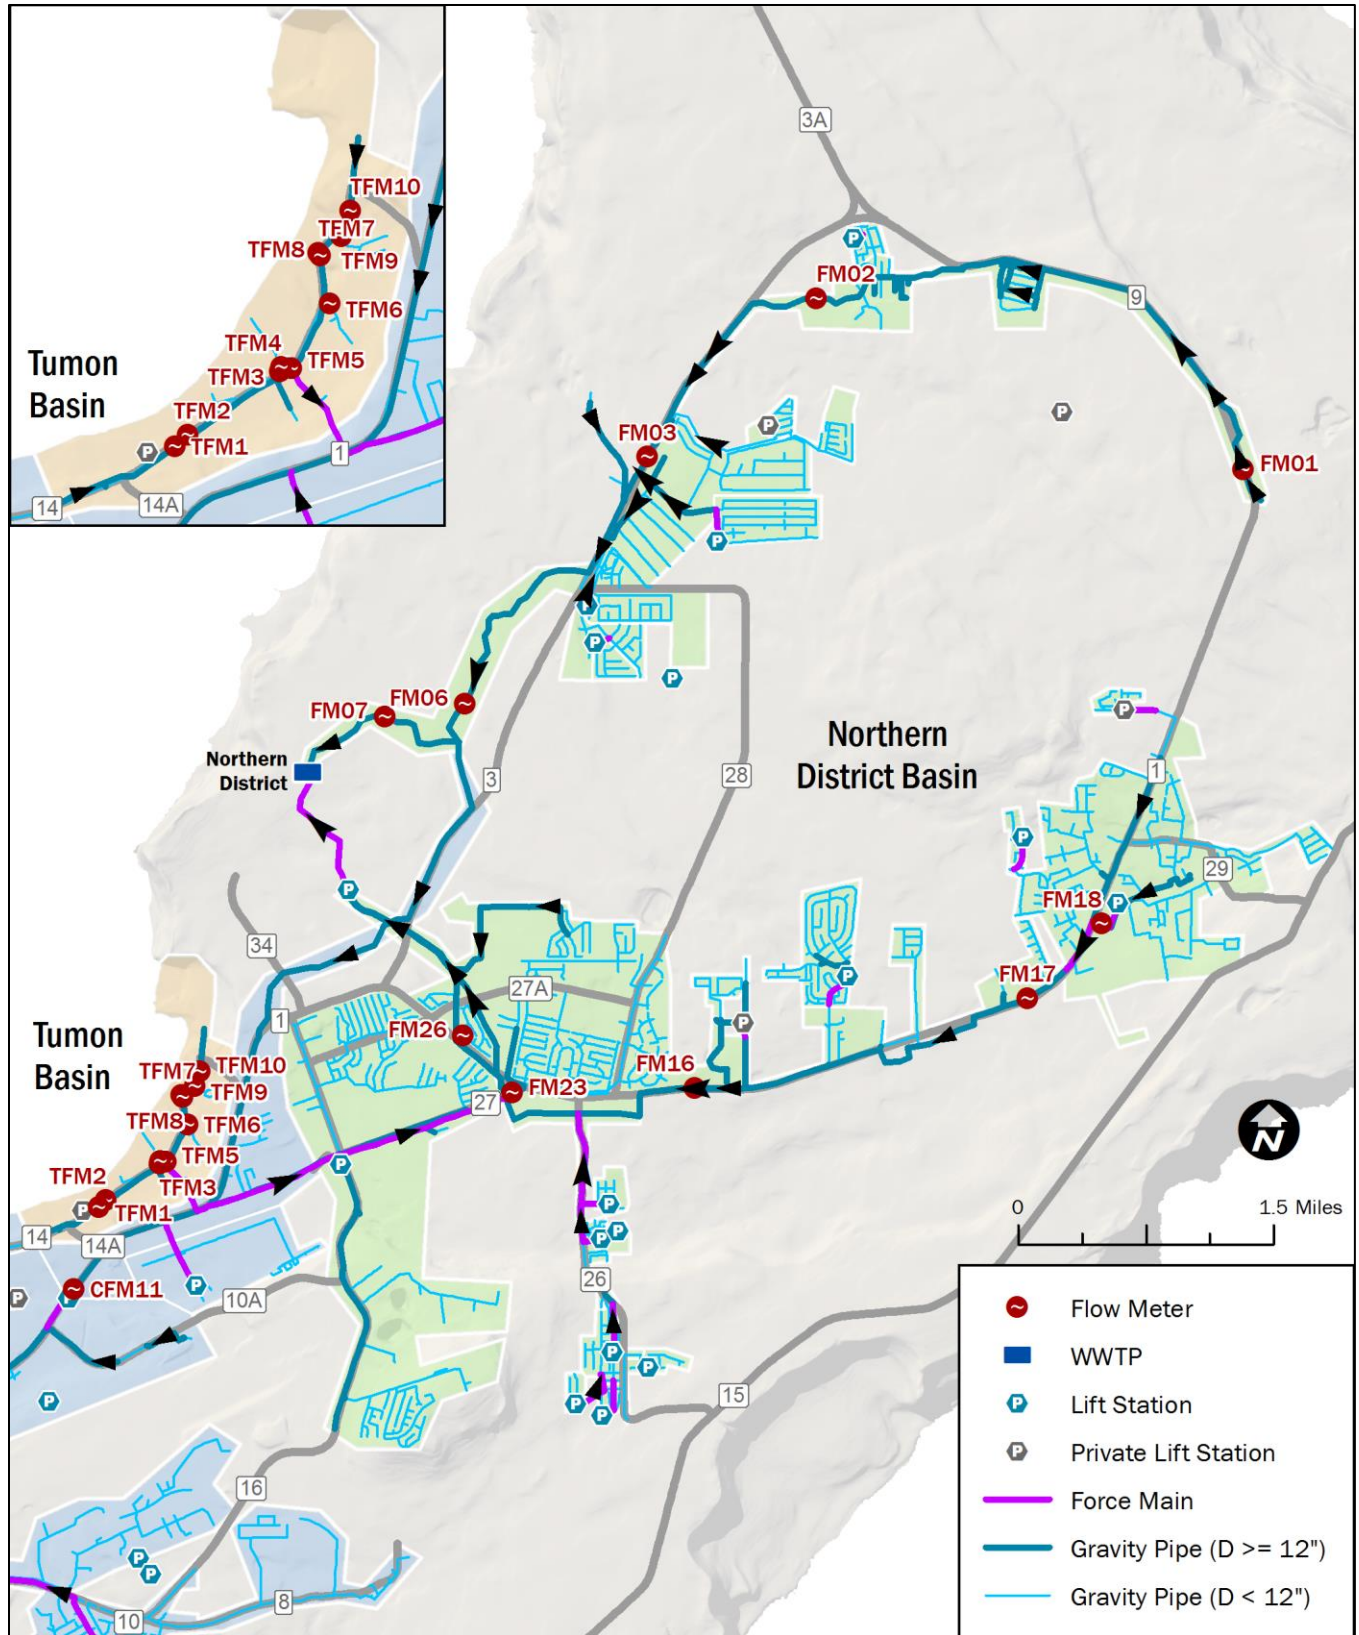 TFM10
TFM7
TFM8
TFM9
TFM6
TFM4
TFM5
TFM3
Tumon
Basin
TFM2
TFM1
1
14
14A
3A
FM02
9
FM03
FM01
FM06
FM07
Northern
District
3
28
Northern
District Basin
1
29
FM18
FM17
34
27A
1
FM26
FM16
FM23
27
Tumon
Basin
TFM10
TFM7
TFM9
TFM8
TFM6
TFM5
TFM2
TFM3
TFM1
14
14A
CFM11
10A
26
N
0
1.5 Miles
15
16
8
10
Flow Meter
WWTP
P Lift Station
P Private Lift Station
Force Main
Gravity Pipe (D >= 12")
Gravity Pipe (D < 12")